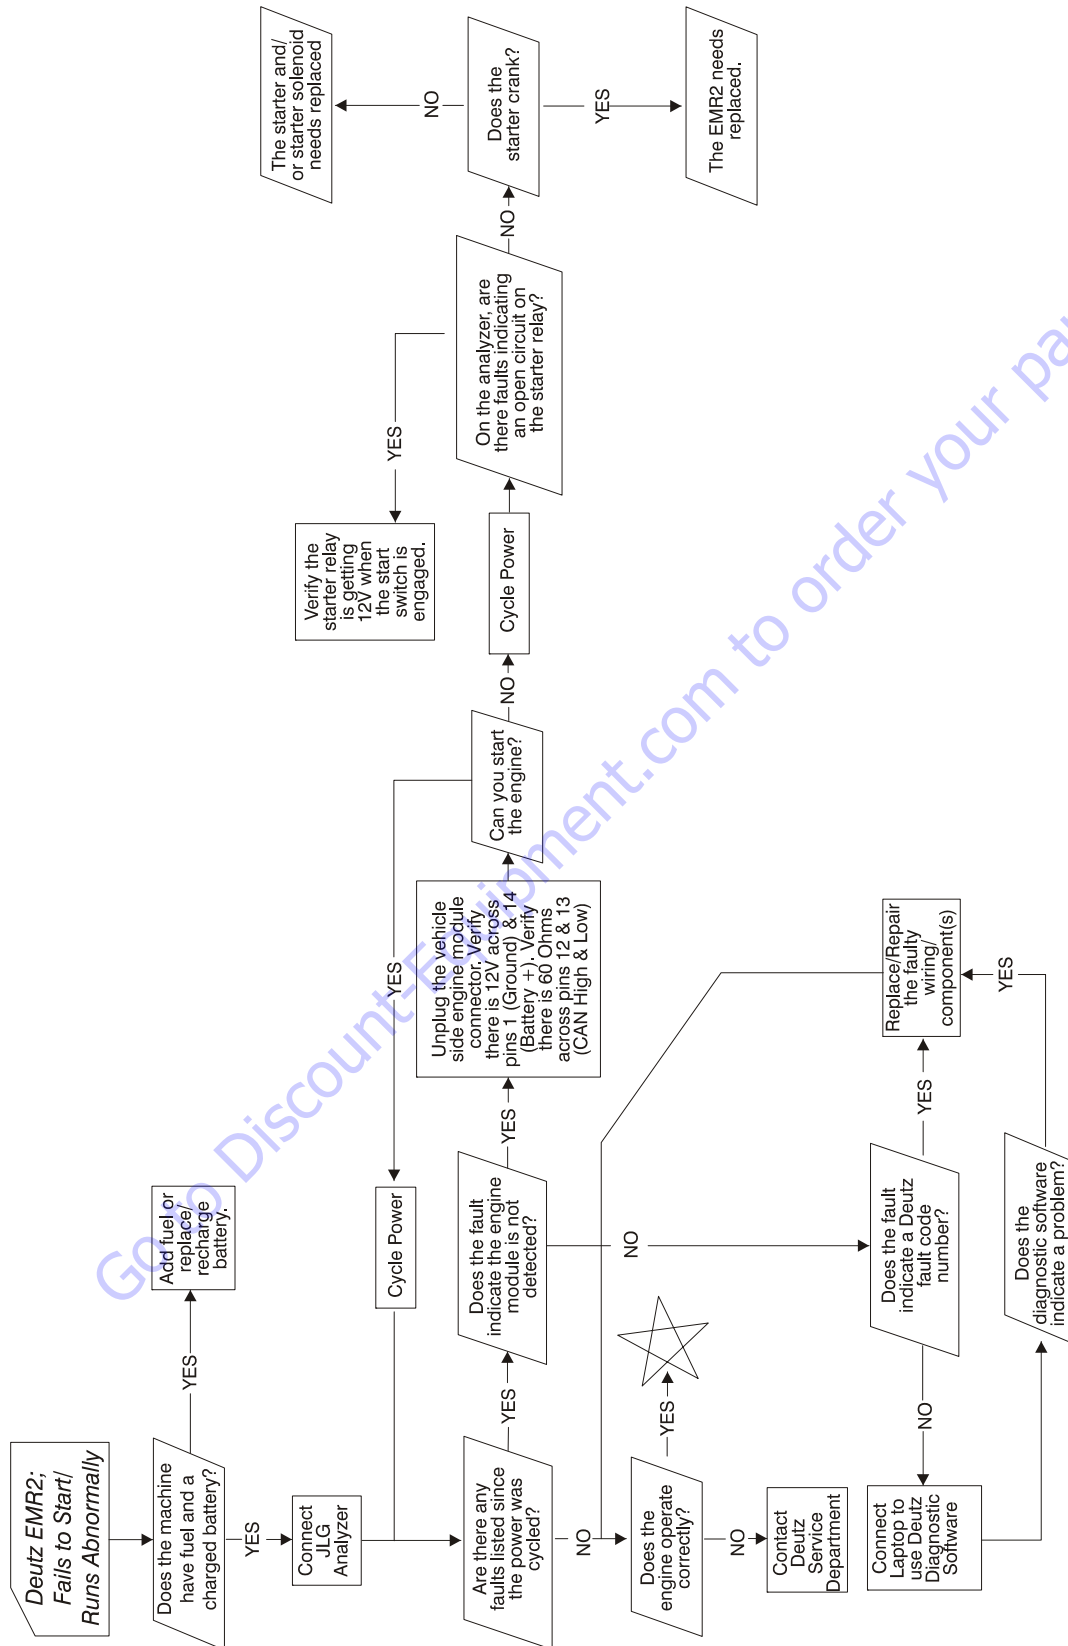 Deutz EMR2;
Fails to Start/
Runs Abnormally
Does the machine
have fuel and a
charged battery?
YES
Add fuel or
replace/
recharge
battery.
YES
Connect
JLG
Analyzer
Cycle Power
YES
Are there any
faults listed since
the power was
cycled?
YES
Does the fault
indicate the engine
module is not
detected?
YES
Unplug the vehicle
side engine module
connector. Verify
there is 12V across
pins 1 (Ground) & 14
(Battery +). Verify
there is 60 Ohms
across pins 12 & 13
(CAN High & Low)
Can you start
the engine?
NO
Cycle Power
Verify the
starter relay
is getting
12V when
the start
switch is
engaged.
YES
On the analyzer, are
there faults indicating
an open circuit on
the starter relay?
NO
Does the
starter crank?
NO
The starter and/
or starter solenoid
needs replaced
YES
The EMR2 needs
replaced.
NO
Does the
engine operate
correctly?
YES
NO
Contact
Deutz
Service
Department
NO
Does the fault
indicate a Deutz
fault code
number?
YES
Replace/Repair
the faulty
wiring/
component(s)
NO
Connect
Laptop to
use Deutz
Diagnostic
Software
Does the
diagnostic software
indicate a problem?
YES
Go to Discount-Equipment.com to order your